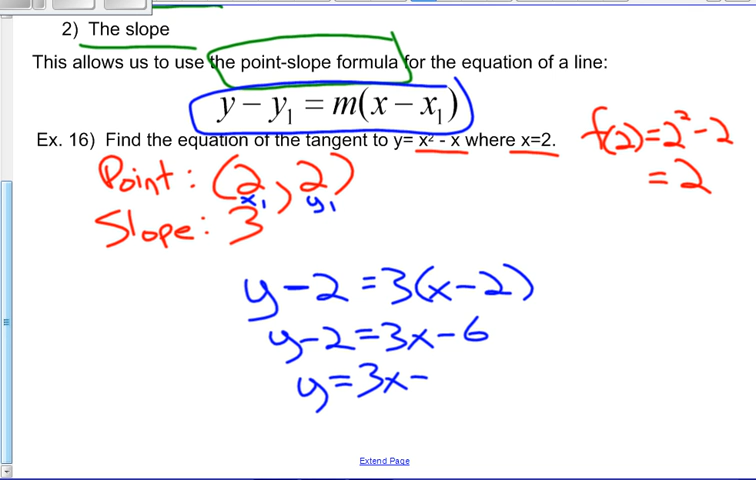 2) The slope
This allows us to use the point-slope formula for the equation of a line:
y − y₁ = m(x − x₁)
Ex. 16) Find the equation of the tangent to y= x² - x where x=2.
f(2)=2²-2
=2
Point: (2, 2)
x₁ y₁
Slope: 3
y-2=3(x-2)
y-2=3x-6
y=3x-
Extend Page